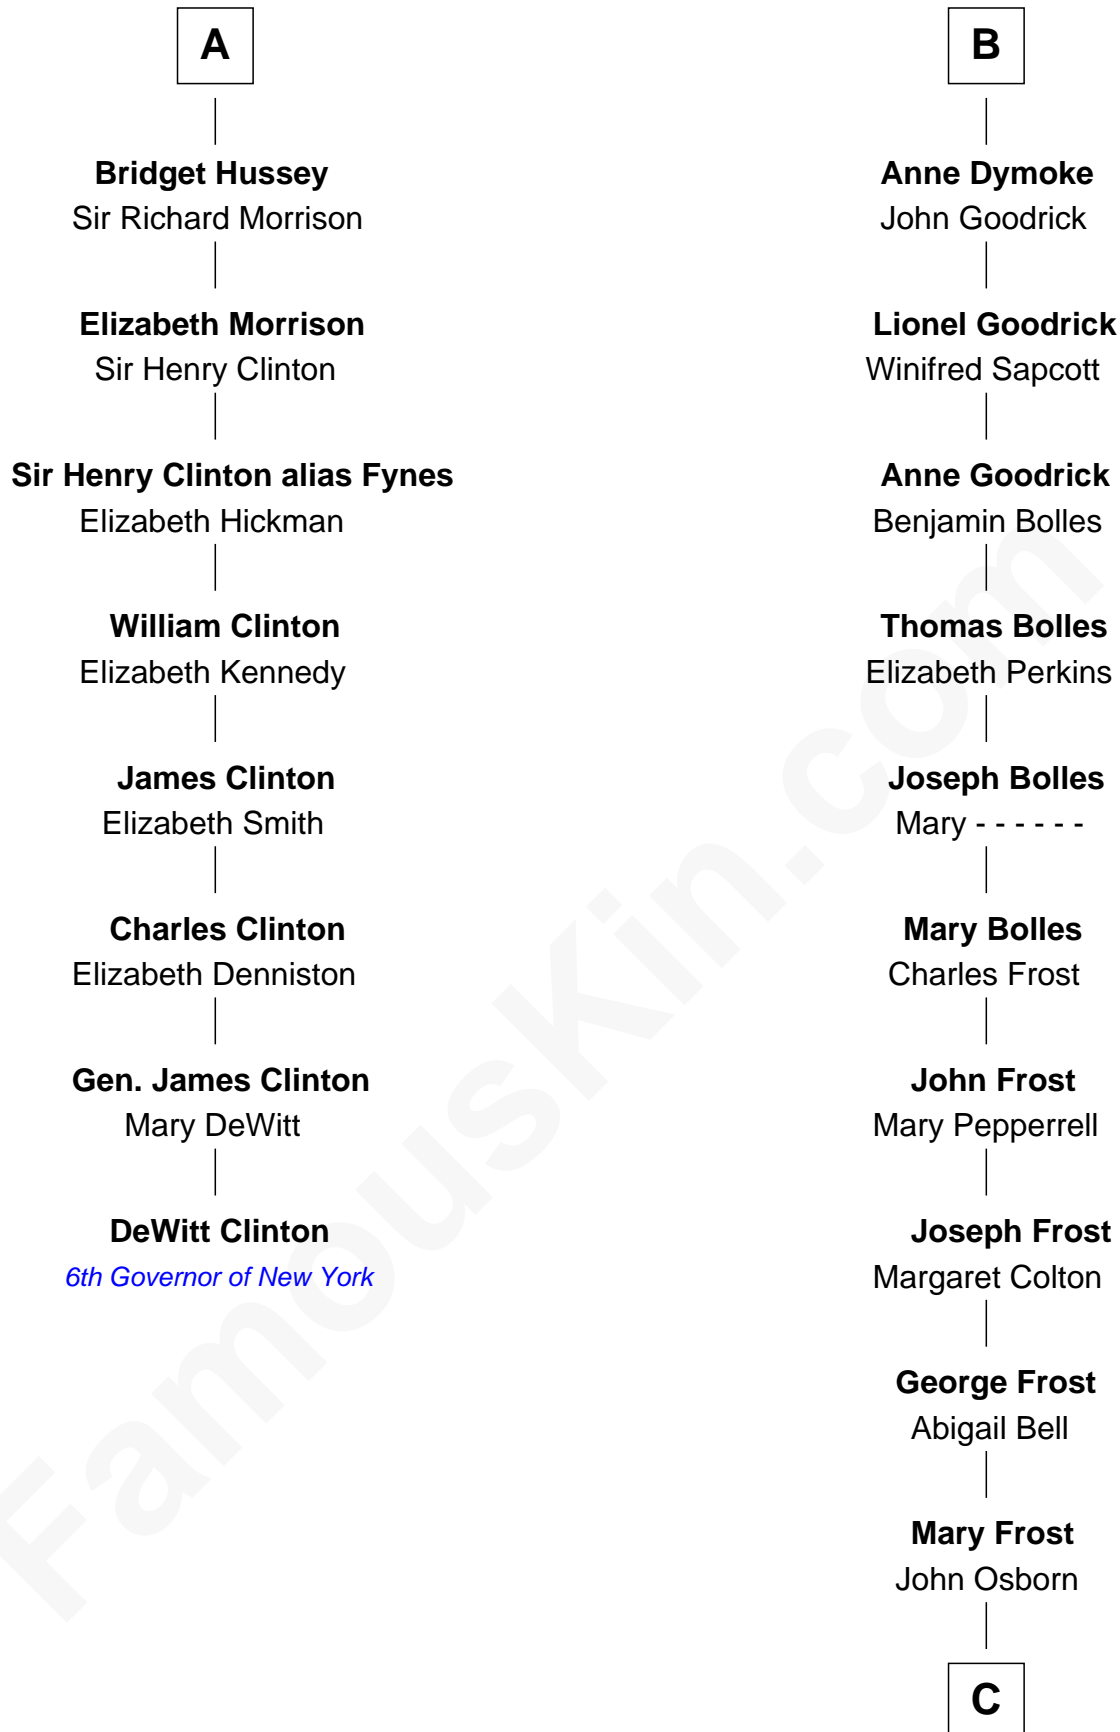 A
Bridget Hussey
Sir Richard Morrison
Elizabeth Morrison
Sir Henry Clinton
Sir Henry Clinton alias Fynes
Elizabeth Hickman
William Clinton
Elizabeth Kennedy
James Clinton
Elizabeth Smith
Charles Clinton
Elizabeth Denniston
Gen. James Clinton
Mary DeWitt
DeWitt Clinton
6th Governor of New York
B
Anne Dymoke
John Goodrick
Lionel Goodrick
Winifred Sapcott
Anne Goodrick
Benjamin Bolles
Thomas Bolles
Elizabeth Perkins
Joseph Bolles
Mary - - - - - -
Mary Bolles
Charles Frost
John Frost
Mary Pepperrell
Joseph Frost
Margaret Colton
George Frost
Abigail Bell
Mary Frost
John Osborn
C
FamousKin.com